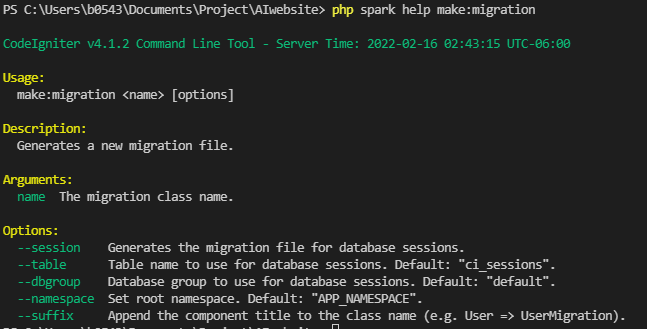 PS C:\Users\b0543\Documents\Project\AIwebsite> php spark help make:migration
CodeIgniter v4.1.2 Command Line Tool - Server Time: 2022-02-16 02:43:15 UTC-06:00
Usage:
make:migration <name> [options]
Description:
Generates a new migration file.
Arguments:
name The migration class name.
Options:
--session Generates the migration file for database sessions.
--table Table name to use for database sessions. Default: "ci_sessions".
--dbgroup Database group to use for database sessions. Default: "default".
--namespace Set root namespace. Default: "APP_NAMESPACE".
--suffix Append the component title to the class name (e.g. User => UserMigration).
PS C:\Users\b0543\Documents\Project\AIwebsite>